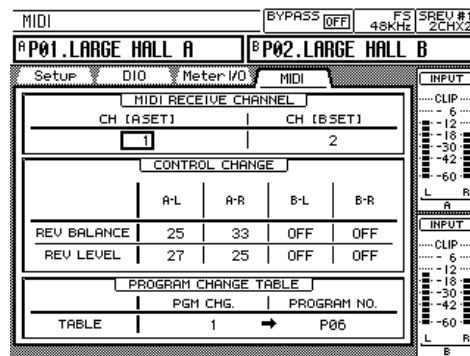 MIDI BYPASS OFF FS SREV #1
48KHz 2CHX2
A P01.LARGE HALL A B P02.LARGE HALL B
Setup DIO Meter I/O MIDI INPUT
MIDI RECEIVE CHANNEL CLIP
CH [ASET] CH [BSET] 6
1 2 -12
-18
-30
CONTROL CHANGE -42
-60
A-L A-R B-L B-R L R
A
REV BALANCE 25 33 OFF OFF INPUT
REV LEVEL 27 25 OFF OFF CLIP
6
-12
PROGRAM CHANGE TABLE -18
PGM CHG. PROGRAM NO. -30
-42
TABLE 1 → P06 -60
L R
B